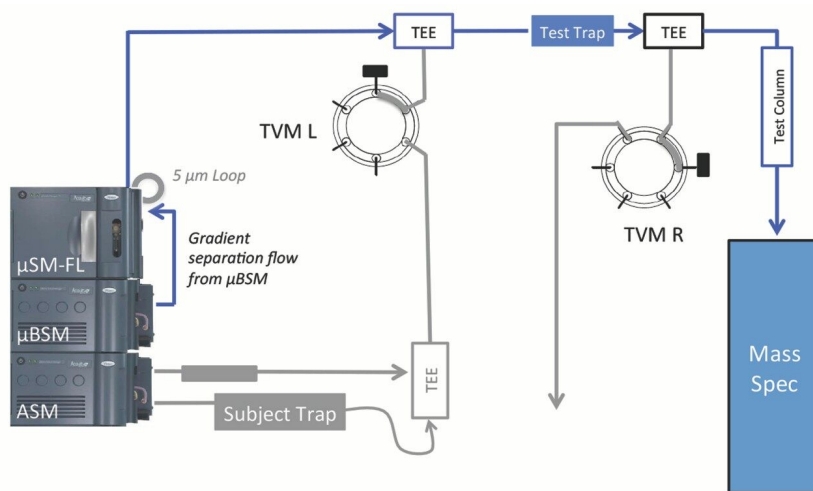 TEE
Test Trap
TEE
TVM L
Test Column
5 µm Loop
TVM R
Gradient
separation flow
from µBSM
µSM-FL
µBSM
TEE
Mass
Spec
ASM
Subject Trap